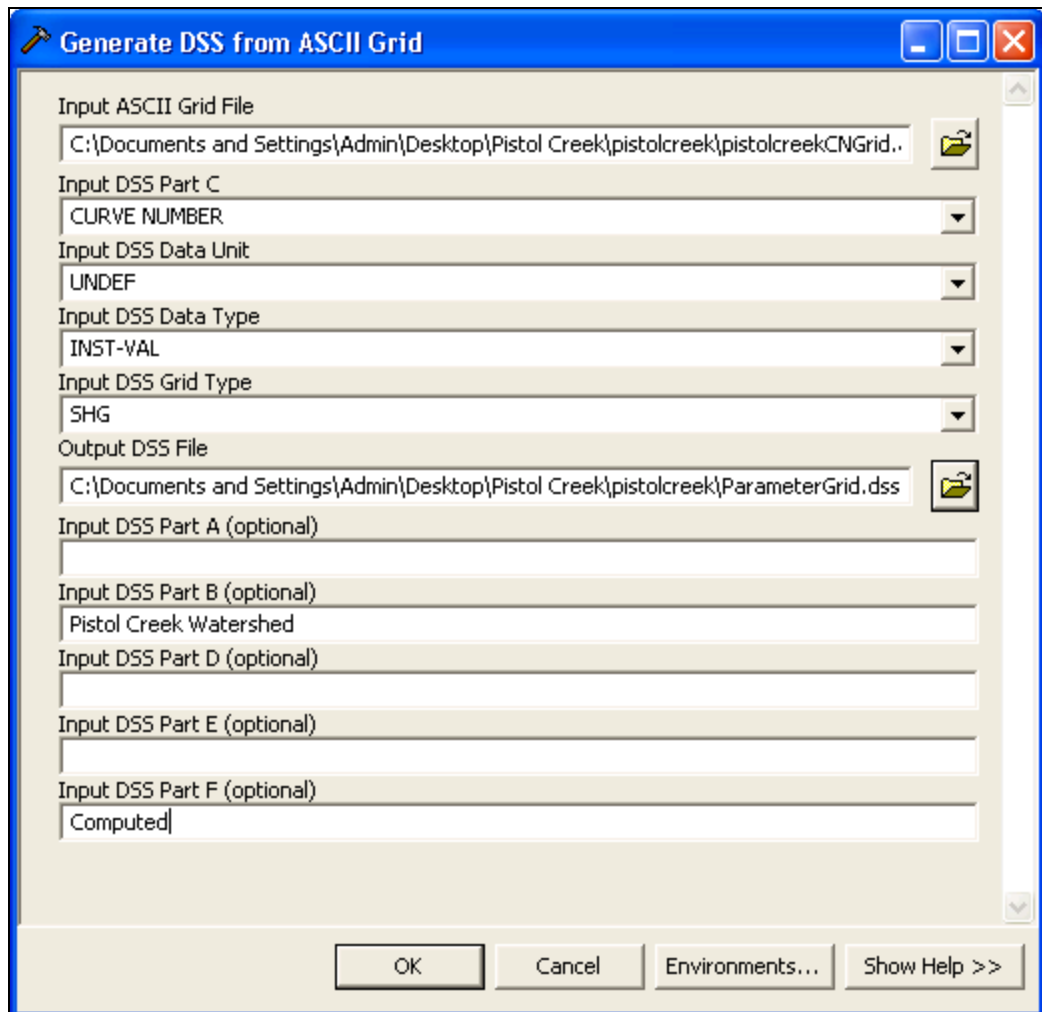 Generate DSS from ASCII Grid
Input ASCII Grid File
C:\Documents and Settings\Admin\Desktop\Pistol Creek\pistolcreek\pistolcreekCNGrid..
Input DSS Part C
CURVE NUMBER
Input DSS Data Unit
UNDEF
Input DSS Data Type
INST-VAL
Input DSS Grid Type
SHG
Output DSS File
C:\Documents and Settings\Admin\Desktop\Pistol Creek\pistolcreek\ParameterGrid.dss
Input DSS Part A (optional)
Input DSS Part B (optional)
Pistol Creek Watershed
Input DSS Part D (optional)
Input DSS Part E (optional)
Input DSS Part F (optional)
Computed
OK Cancel Environments... Show Help >>